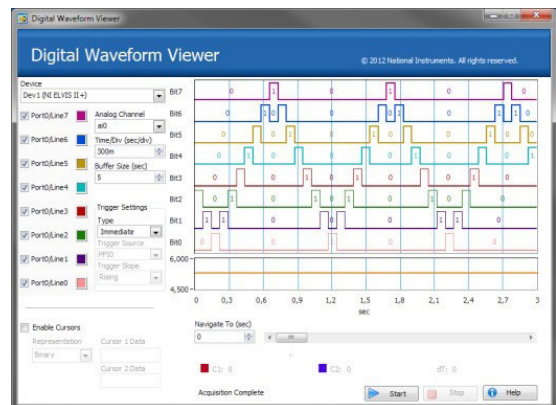 Digital Waveform Viewer
Digital Waveform Viewer
© 2012 National Instruments. All rights reserved.
Device
Dev1 (NI ELVIS II+)
Port0/Line7
Port0/Line6
Port0/Line5
Port0/Line4
Port0/Line3
Port0/Line2
Port0/Line1
Port0/Line0
Analog Channel
ai0
Time/Div (sec/div)
300m
Buffer Size (sec)
5
Trigger Settings
Type
Immediate
Trigger Source
PFI0
Trigger Slope
Rising
Bit7
Bit6
Bit5
Bit4
Bit3
Bit2
Bit1
Bit0
6,000
4,500
0 0,3 0,6 0,9 1,2 1,5 1,8 2,1 2,4 2,7 3
sec
Enable Cursors
Representation
Binary
Cursor 1 Data
Cursor 2 Data
Navigate To (sec)
0
C1: 0
C2: 0
dT: 0
Acquisition Complete
Start
Stop
Help